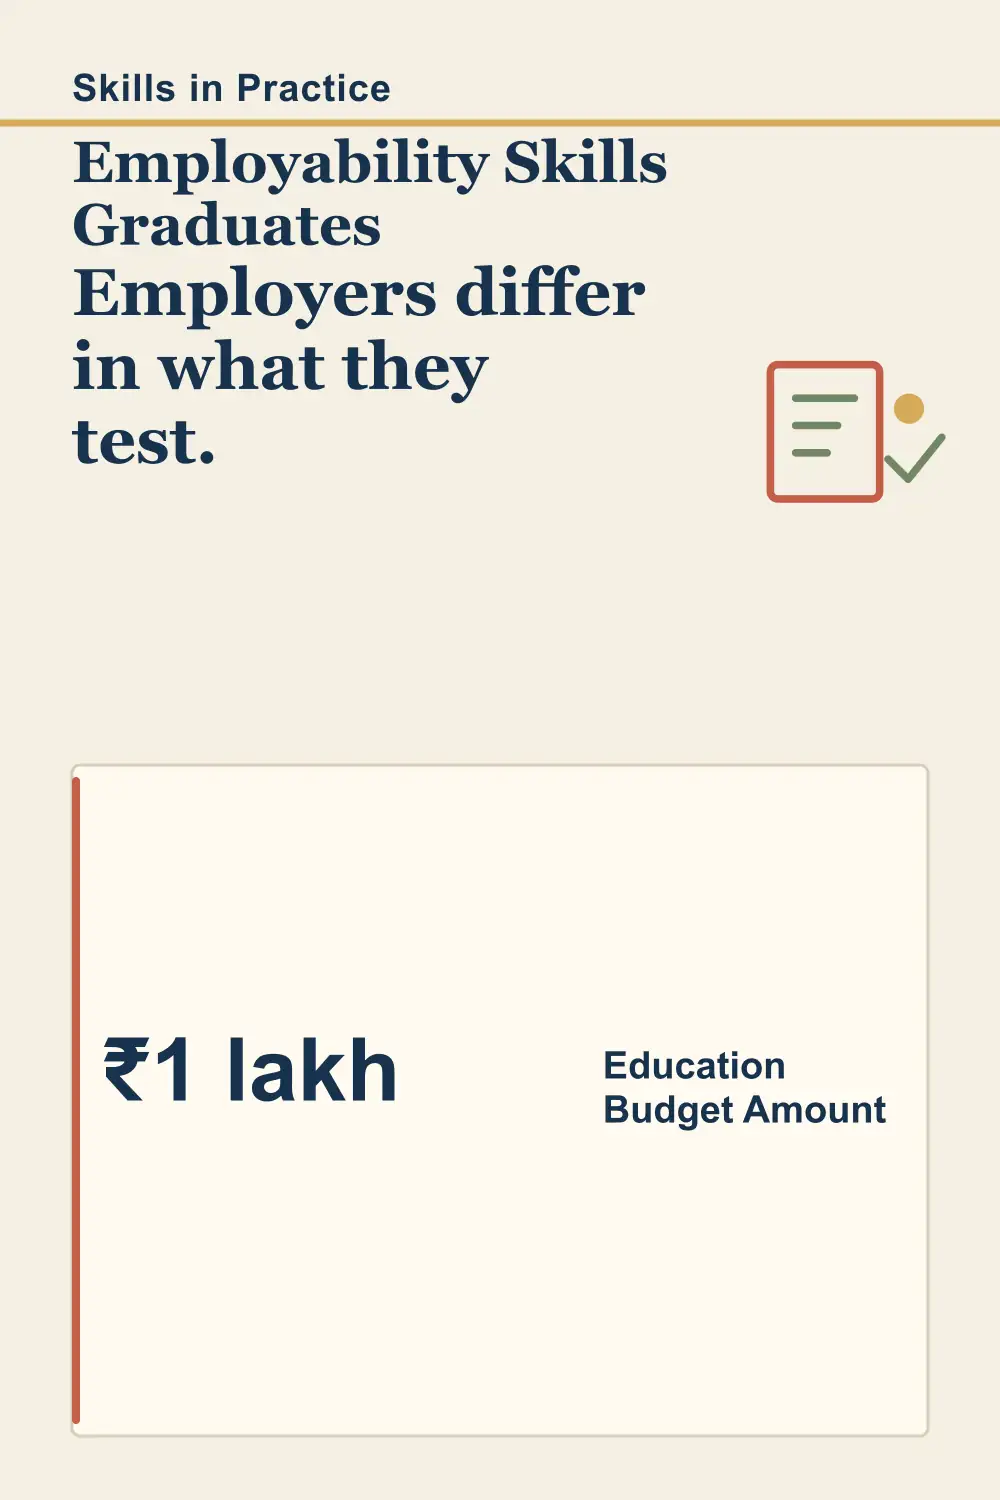 Skills in Practice
Employability Skills
Graduates
Employers differ
in what they
test.
₹1 lakh
Education
Budget Amount